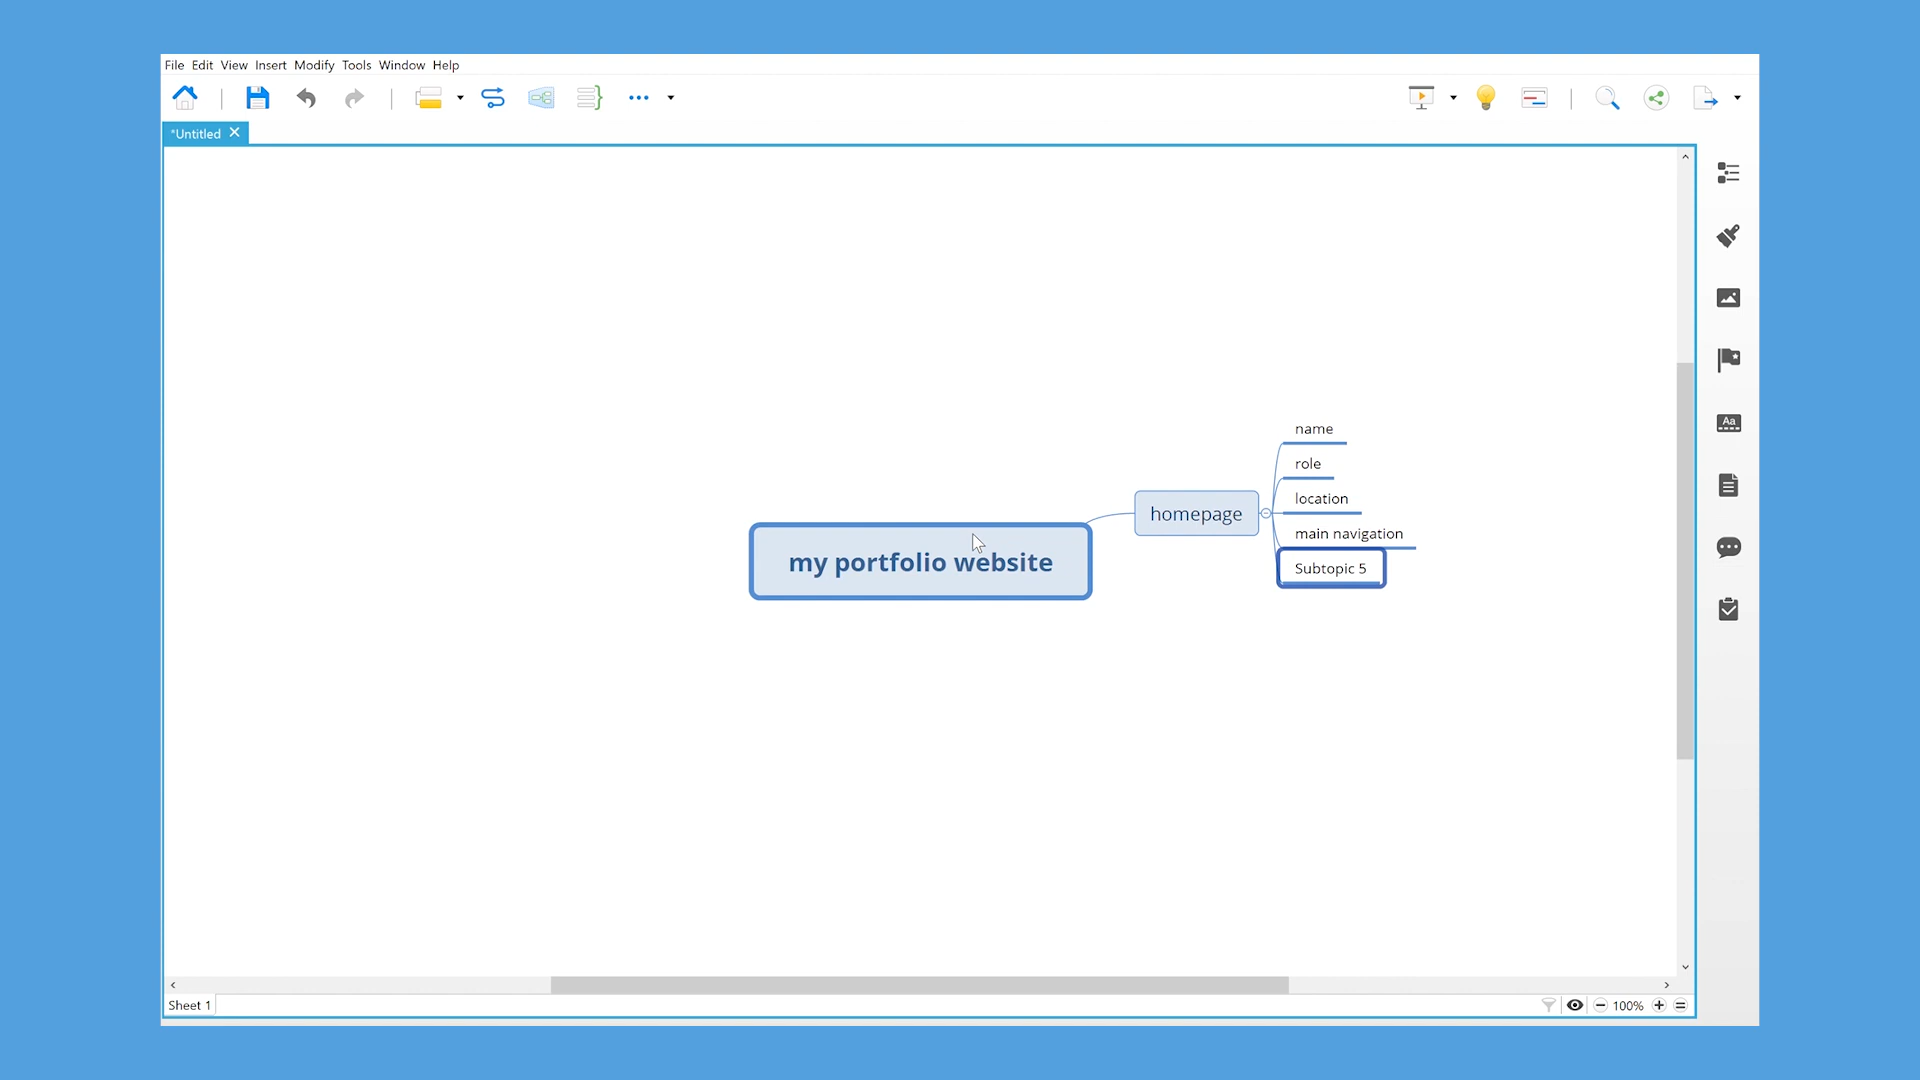 File Edit View Insert Modify Tools Window Help
*Untitled
Aa
name
role
location
homepage
main navigation
my portfolio website
Subtopic 5
Sheet 1
100%